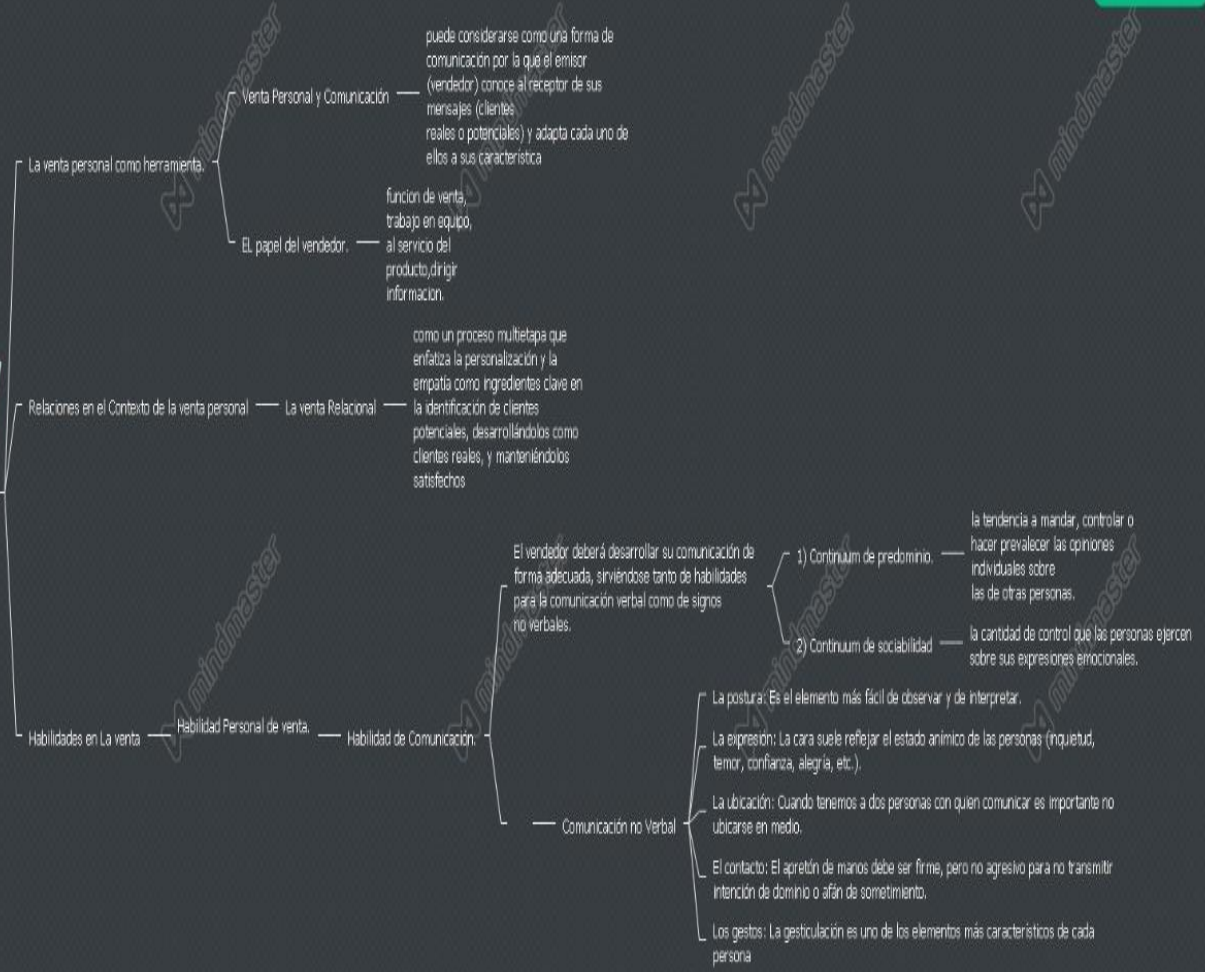 La venta personal como herramienta.
Venta Personal y Comunicación
puede considerarse como una forma de
comunicación por la que el emisor
(vendedor) conoce al receptor de sus
mensajes (clientes
reales o potenciales) y adapta cada uno de
ellos a sus característica
EL papel del vendedor.
funcion de venta,
trabajo en equipo,
al servicio del
producto,dirigir
informacion.
Relaciones en el Contexto de la venta personal
La venta Relacional
como un proceso multietapa que
enfatiza la personalización y la
empatía como ingredientes clave en
la identificación de clientes
potenciales, desarrollándolos como
clientes reales, y manteniéndolos
satisfechos
Habilidades en La venta
Habilidad Personal de venta.
Habilidad de Comunicación.
El vendedor deberá desarrollar su comunicación de
forma adecuada, sirviéndose tanto de habilidades
para la comunicación verbal como de signos
no verbales.
1) Continuum de predominio.
la tendencia a mandar, controlar o
hacer prevalecer las opiniones
individuales sobre
las de otras personas.
2) Continuum de sociabilidad
la cantidad de control que las personas ejercen
sobre sus expresiones emocionales.
Comunicación no Verbal
La postura: Es el elemento más fácil de observar y de interpretar.
La expresión: La cara suele reflejar el estado anímico de las personas (inquietud,
temor, confianza, alegría, etc.).
La ubicación: Cuando tenemos a dos personas con quien comunicar es importante no
ubicarse en medio.
El contacto: El apretón de manos debe ser firme, pero no agresivo para no transmitir
intención de dominio o afán de sometimiento.
Los gestos: La gesticulación es uno de los elementos más característicos de cada
persona
mindmaster
mindmaster
mindmaster
mindmaster
mindmaster
mindmaster
mindmaster
mindmaster